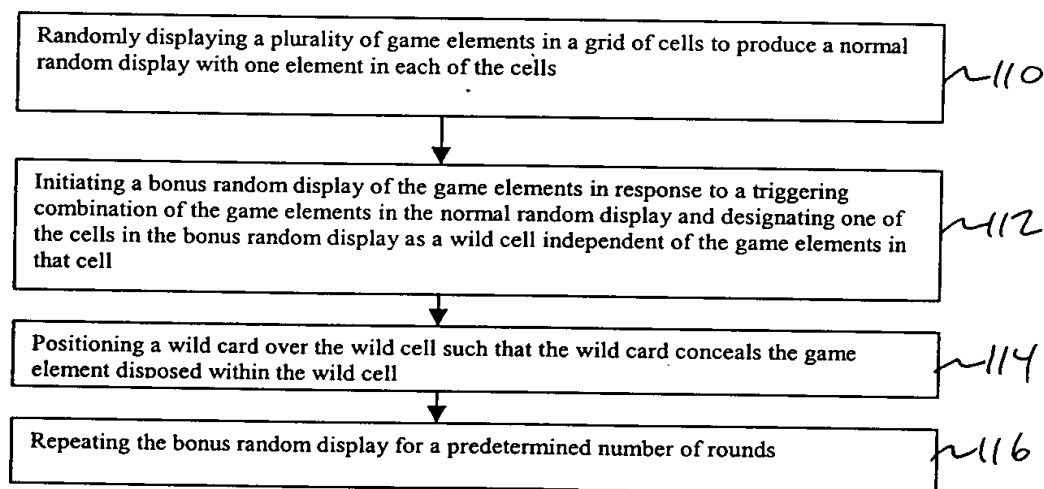 Randomly displaying a plurality of game elements in a grid of cells to produce a normal
random display with one element in each of the cells
110
Initiating a bonus random display of the game elements in response to a triggering
combination of the game elements in the normal random display and designating one of
the cells in the bonus random display as a wild cell independent of the game elements in
that cell
112
Positioning a wild card over the wild cell such that the wild card conceals the game
element disposed within the wild cell
114
Repeating the bonus random display for a predetermined number of rounds
116